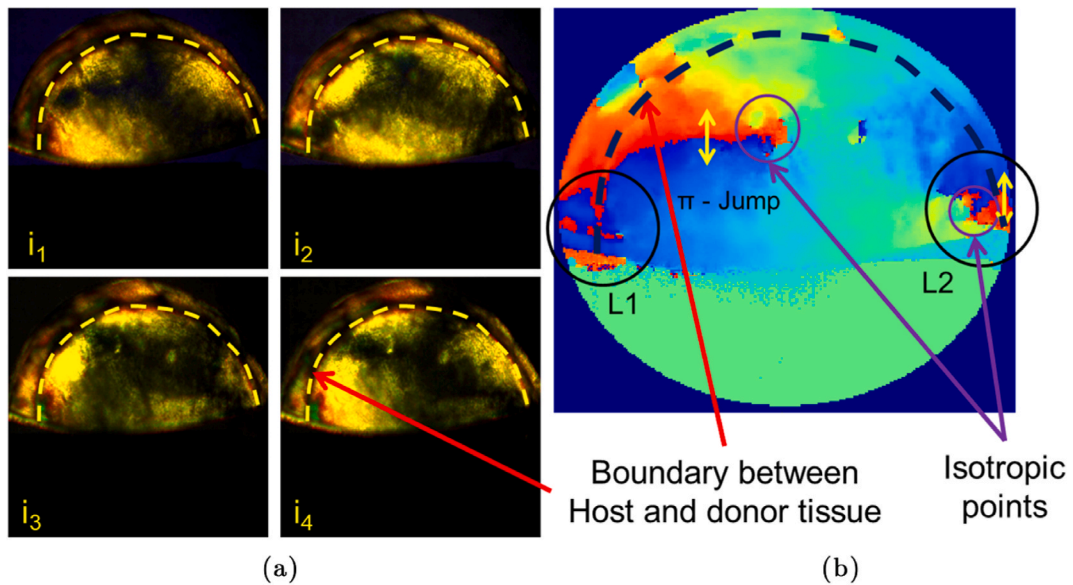 i1
i2
i3
i4
π - Jump
L1
L2
Boundary between
Host and donor tissue
Isotropic
points
(a)
(b)